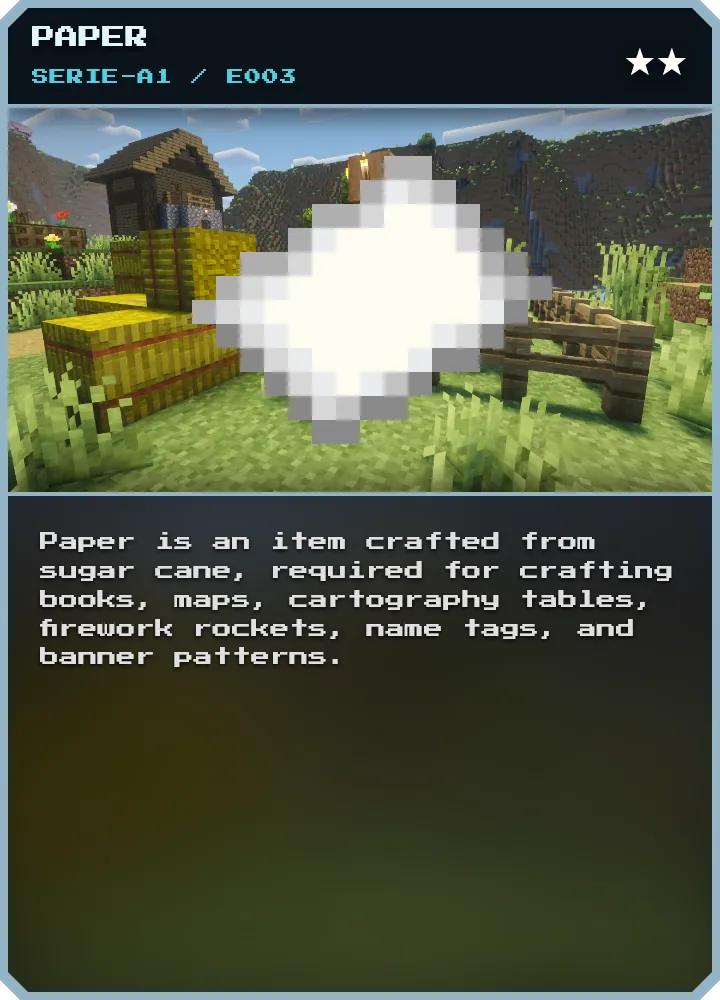 PAPER
SERIE-A1 / E003
★★
Paper is an item crafted from
sugar cane, required for crafting
books, maps, cartography tables,
firework rockets, name tags, and
banner patterns.